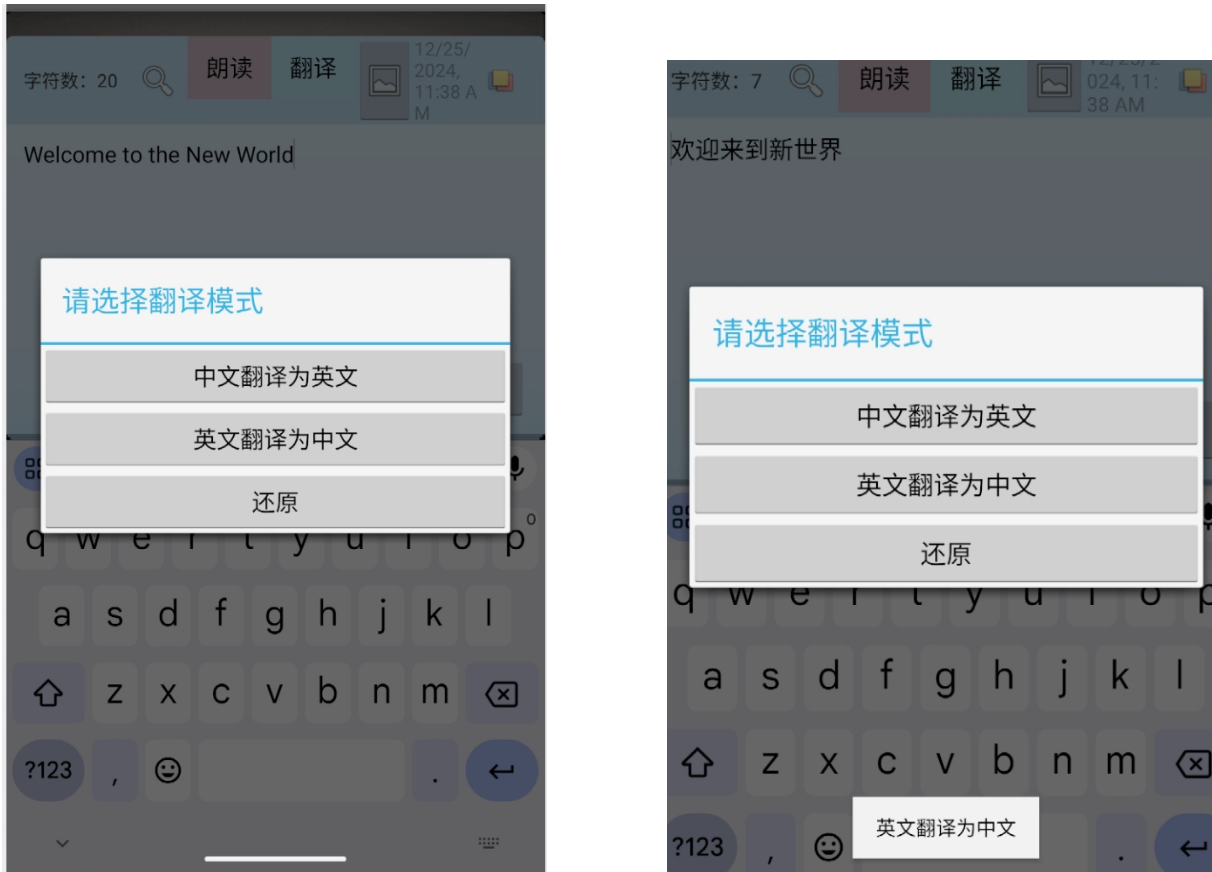 字符数：20 朗读 翻译 12/25/
2024,
11:38 A
M
Welcome to the New World
请选择翻译模式
中文翻译为英文
英文翻译为中文
还原
q w e r t y u i o p 0
a s d f g h j k l
z x c v b n m
?123 , .
字符数：7 朗读 翻译
024, 11:
38 AM
欢迎来到新世界
请选择翻译模式
中文翻译为英文
英文翻译为中文
还原
q w e r t y u i o p
a s d f g h j k l
z x c v b n m
?123 , .
英文翻译为中文